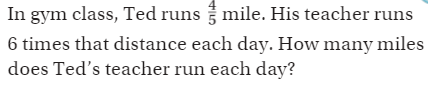 In gym class, Ted runs 4/5 mile. His teacher runs
6 times that distance each day. How many miles
does Ted's teacher run each day?